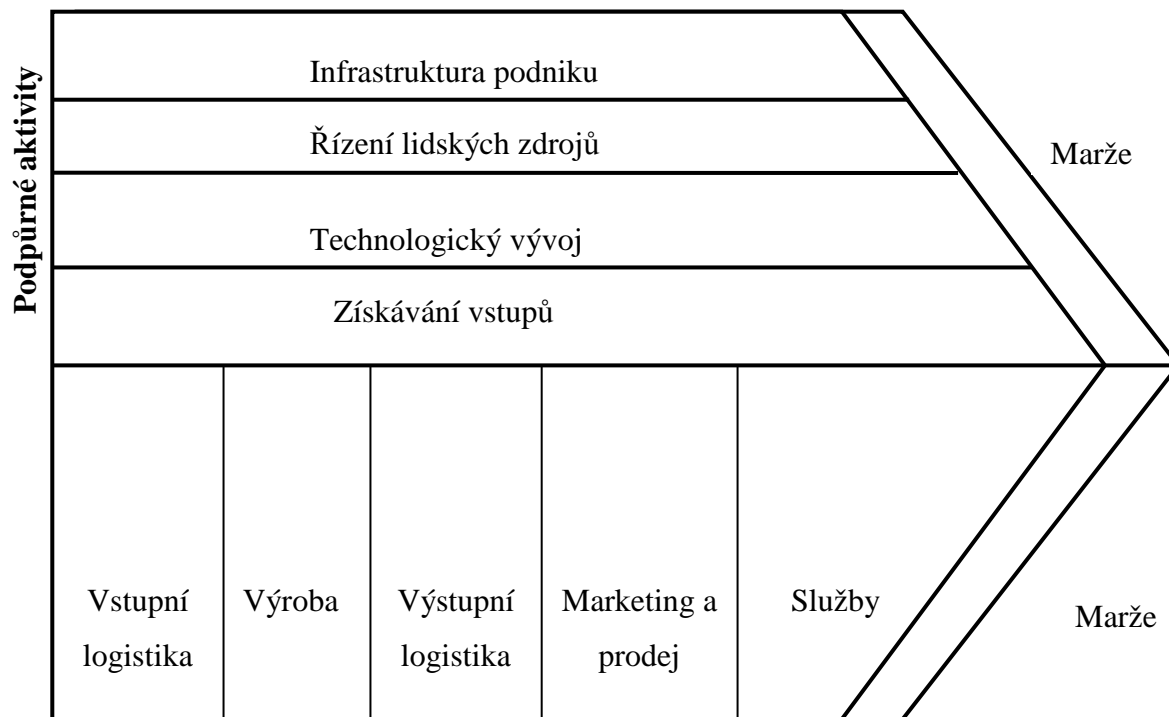 Podpůrné aktivity
Infrastruktura podniku
Řízení lidských zdrojů
Marže
Technologický vývoj
Získávání vstupů
Vstupní
logistika
Výroba
Výstupní
logistika
Marketing a
prodej
Služby
Marže